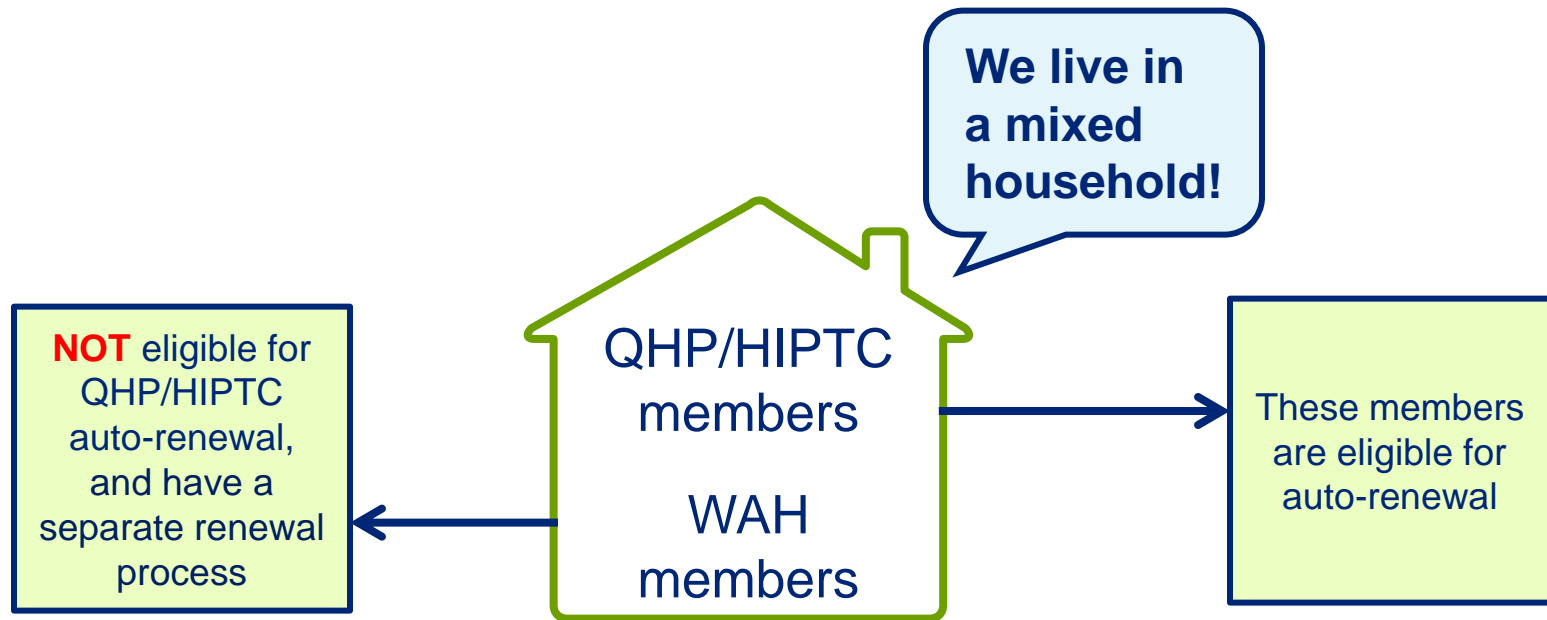 We live in
a mixed
household!
QHP/HIPTC
members
WAH
members
NOT eligible for
QHP/HIPTC
auto-renewal,
and have a
separate renewal
process
These members
are eligible for
auto-renewal